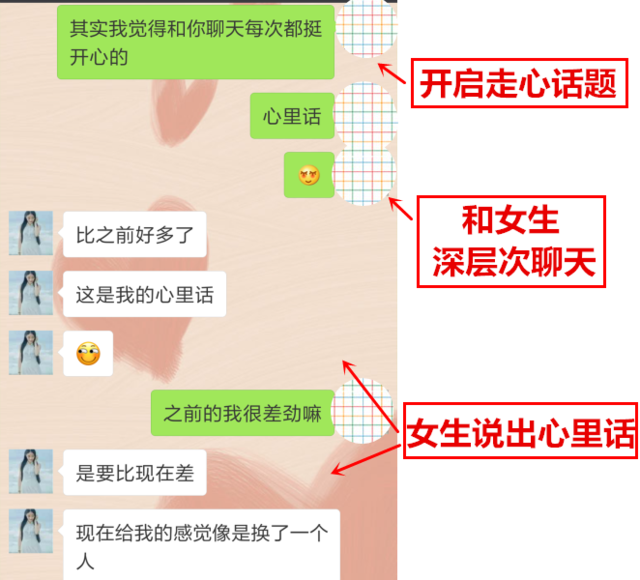 其实我觉得和你聊天每次都挺
开心的
开启走心话题
心里话
和女生
深层次聊天
比之前好多了
这是我的心里话
之前的我很差劲嘛
女生说出心里话
是要比现在差
现在给我的感觉像是换了一个
人